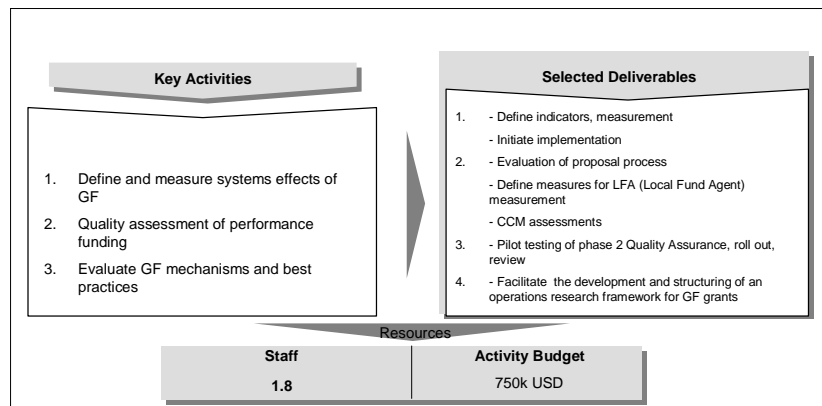 Key Activities
1. Define and measure systems effects of
GF
2. Quality assessment of performance
funding
3. Evaluate GF mechanisms and best
practices
Selected Deliverables
1. - Define indicators, measurement
- Initiate implementation
2. - Evaluation of proposal process
- Define measures for LFA (Local Fund Agent)
measurement
- CCM assessments
3. - Pilot testing of phase 2 Quality Assurance, roll out,
review
4. - Facilitate the development and structuring of an
operations research framework for GF grants
Resources
Staff
1.8
Activity Budget
750k USD